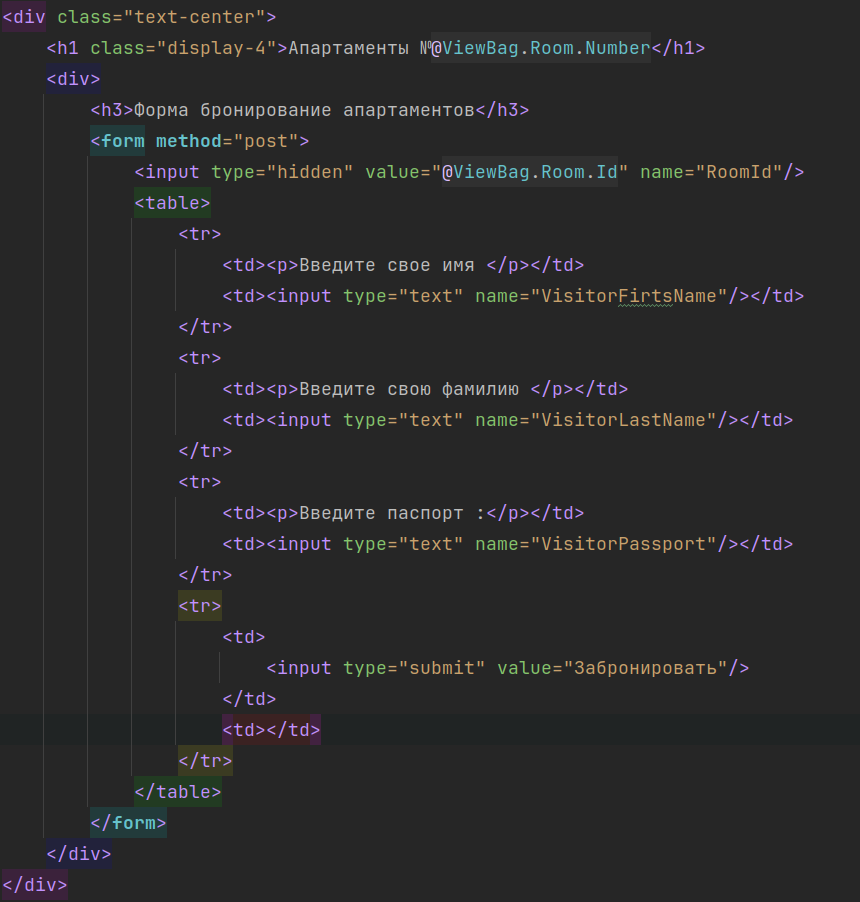 <div class="text-center">
    <h1 class="display-4">Апартаменты №@ViewBag.Room.Number</h1>
    <div>
        <h3>Форма бронирование апартаментов</h3>
        <form method="post">
            <input type="hidden" value="@ViewBag.Room.Id" name="RoomId"/>
            <table>
                <tr>
                    <td><p>Введите свое имя </p></td>
                    <td><input type="text" name="VisitorFirtsName"/></td>
                </tr>
                <tr>
                    <td><p>Введите свою фамилию </p></td>
                    <td><input type="text" name="VisitorLastName"/></td>
                </tr>
                <tr>
                    <td><p>Введите паспорт :</p></td>
                    <td><input type="text" name="VisitorPassport"/></td>
                </tr>
                <tr>
                    <td>
                        <input type="submit" value="Забронировать"/>
                    </td>
                    <td></td>
                </tr>
            </table>
        </form>
    </div>
</div>